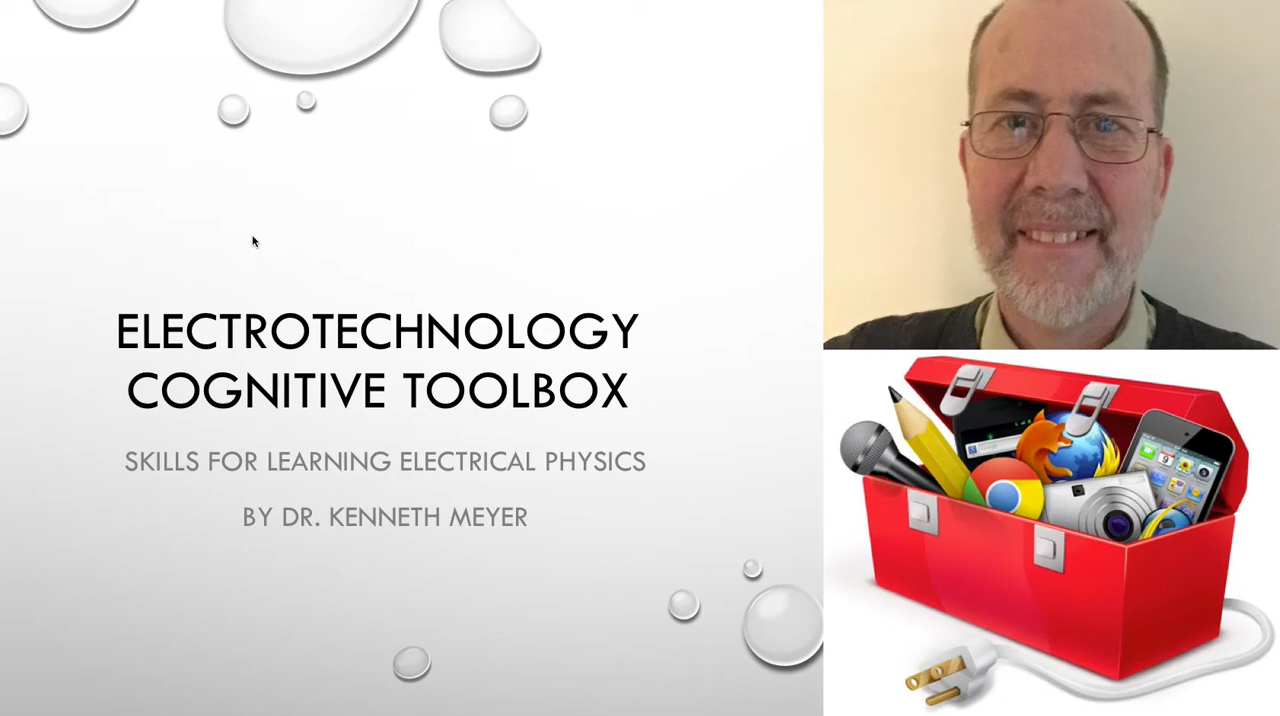 ELECTROTECHNOLOGY
COGNITIVE TOOLBOX
SKILLS FOR LEARNING ELECTRICAL PHYSICS
BY DR. KENNETH MEYER